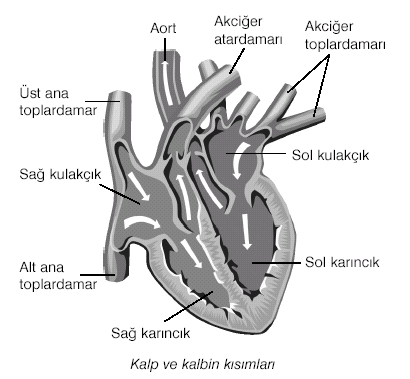 Aort
Akciğer
atardamarı
Akciğer
toplardamarı
Üst ana
toplardamar
Sol kulakçık
Sağ kulakçık
Alt ana
toplardamar
Sol karıncık
Sağ karıncık
Kalp ve kalbin kısımları